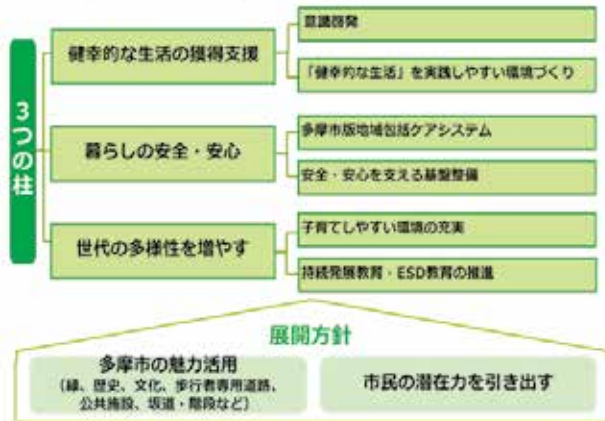 3つの柱
健幸的な生活の獲得支援
意識啓発
「健幸的な生活」を実践しやすい環境づくり
暮らしの安全・安心
多摩市版地域包括ケアシステム
安全・安心を支える基盤整備
世代の多様性を増やす
子育てしやすい環境の充実
持続発展教育・ESD教育の推進
展開方針
多摩市の魅力活用
（緑、歴史、文化、歩行者専用道路、
公共施設、坂道・階段など）
市民の潜在力を引き出す